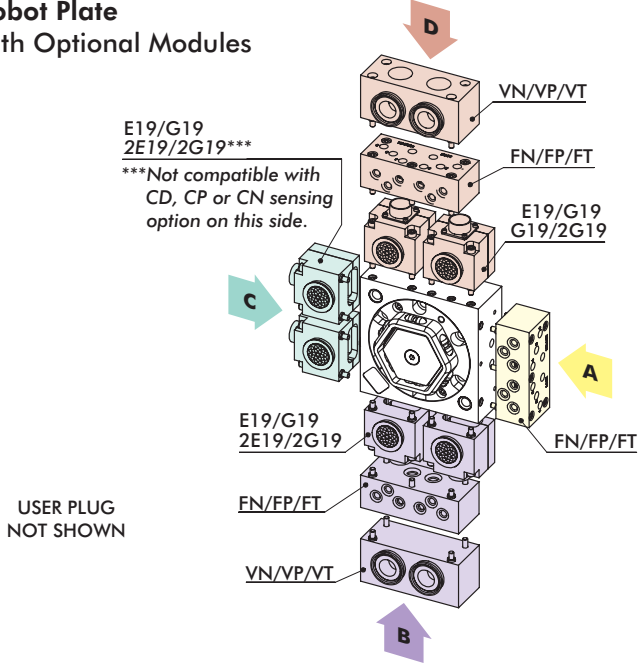 obot Plate
th Optional Modules
D
VN/VP/VT
E19/G19
2E19/2G19***
***Not compatible with
CD, CP or CN sensing
option on this side.
FN/FP/FT
E19/G19
G19/2G19
C
A
E19/G19
2E19/2G19
FN/FP/FT
USER PLUG
NOT SHOWN
FN/FP/FT
VN/VP/VT
B